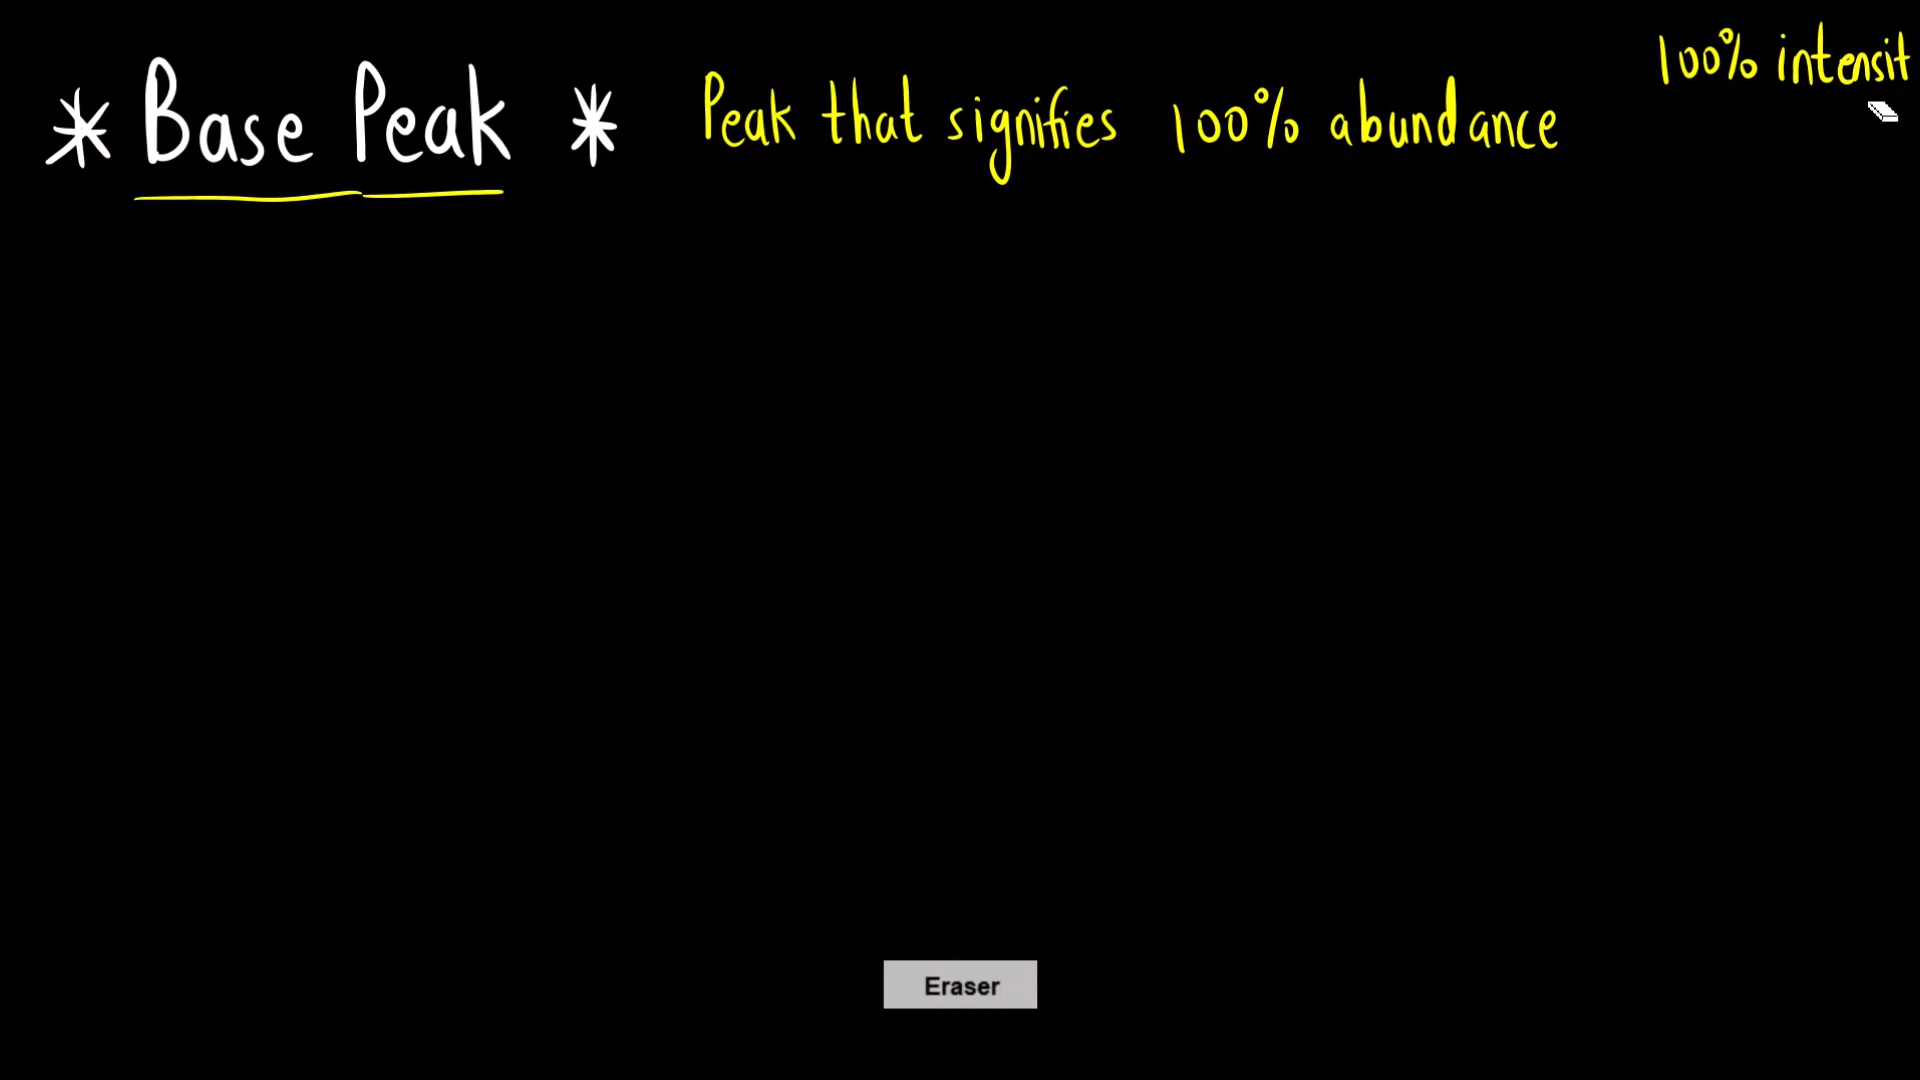 100% intensit
* Base Peak * Peak that signifies 100% abundance
Eraser